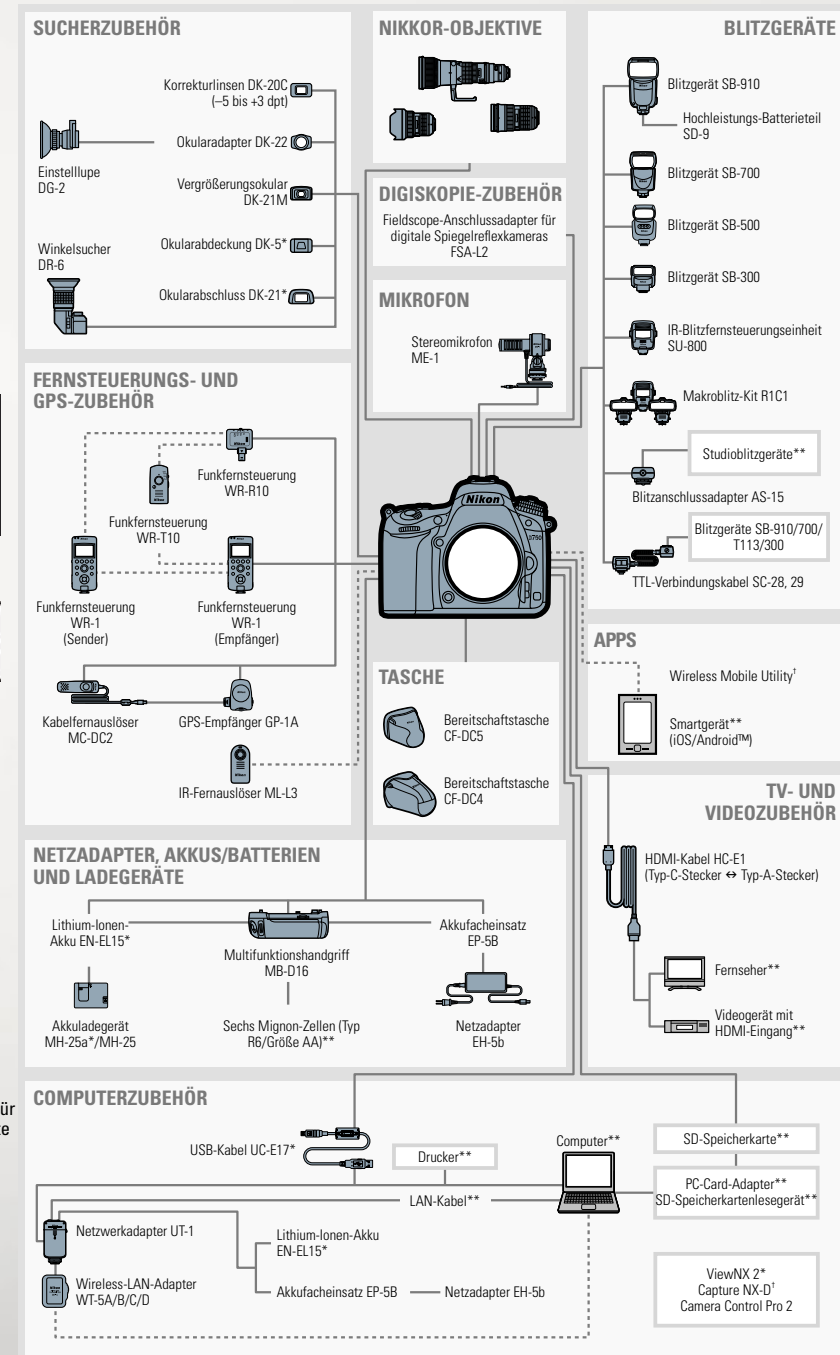 SUCHERZUBEHÖR
Korrekturlinsen DK-20C
(–5 bis +3 dpt)
Okularadapter DK-22
Einstelllupe
DG-2
Vergrößerungsokular
DK-21M
Winkelsucher
DR-6
Okularabdeckung DK-5*
Okularabschluss DK-21*
NIKKOR-OBJEKTIVE
DIGISKOPIE-ZUBEHÖR
Fieldscope-Anschlussadapter für
digitale Spiegelreflexkameras
FSA-L2
MIKROFON
Stereomikrofon
ME-1
BLITZGERÄTE
Blitzgerät SB-910
Hochleistungs-Batterieteil
SD-9
Blitzgerät SB-700
Blitzgerät SB-500
Blitzgerät SB-300
IR-Blitzfernsteuerungseinheit
SU-800
Makroblitz-Kit R1C1
Studioblitzgeräte**
Blitzanschlussadapter AS-15
Blitzgeräte SB-910/700/
T113/300
TTL-Verbindungskabel SC-28, 29
FERNSTEUERUNGS- UND
GPS-ZUBEHÖR
Funkfernsteuerung
WR-R10
Funkfernsteuerung
WR-T10
Funkfernsteuerung
WR-1
(Sender)
Funkfernsteuerung
WR-1
(Empfänger)
Kabelfernauslöser
MC-DC2
GPS-Empfänger GP-1A
IR-Fernauslöser ML-L3
Nikon
D750
TASCHE
Bereitschaftstasche
CF-DC5
Bereitschaftstasche
CF-DC4
APPS
Wireless Mobile Utility†
Smartgerät**
(iOS/Android™)
TV- UND
VIDEOZUBEHÖR
HDMI-Kabel HC-E1
(Typ-C-Stecker ↔ Typ-A-Stecker)
Fernseher**
Videogerät mit
HDMI-Eingang**
NETZADAPTER, AKKUS/BATTERIEN
UND LADEGERÄTE
Lithium-Ionen-
Akku EN-EL15*
Multifunktionshandgriff
MB-D16
Akkufacheinsatz
EP-5B
Akkuladegerät
MH-25a*/MH-25
Sechs Mignon-Zellen (Typ
R6/Größe AA)**
Netzadapter
EH-5b
COMPUTERZUBEHÖR
USB-Kabel UC-E17*
Drucker**
Computer**
SD-Speicherkarte**
LAN-Kabel**
PC-Card-Adapter**
SD-Speicherkartenlesegerät**
Netzwerkadapter UT-1
Lithium-Ionen-Akku
EN-EL15*
Wireless-LAN-Adapter
WT-5A/B/C/D
Akkufacheinsatz EP-5B
Netzadapter EH-5b
ViewNX 2*
Capture NX-D†
Camera Control Pro 2